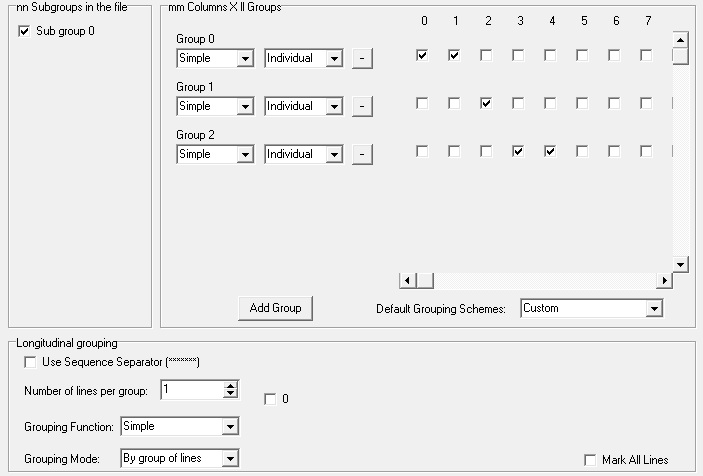 nn Subgroups in the file
Sub group 0
mm Columns X ll Groups
0 1 2 3 4 5 6 7
Group 0
Simple Individual -
Group 1
Simple Individual -
Group 2
Simple Individual -
Add Group
Default Grouping Schemes: Custom
Longitudinal grouping
Use Sequence Separator (*******)
Number of lines per group: 1
0
Grouping Function: Simple
Grouping Mode: By group of lines
Mark All Lines